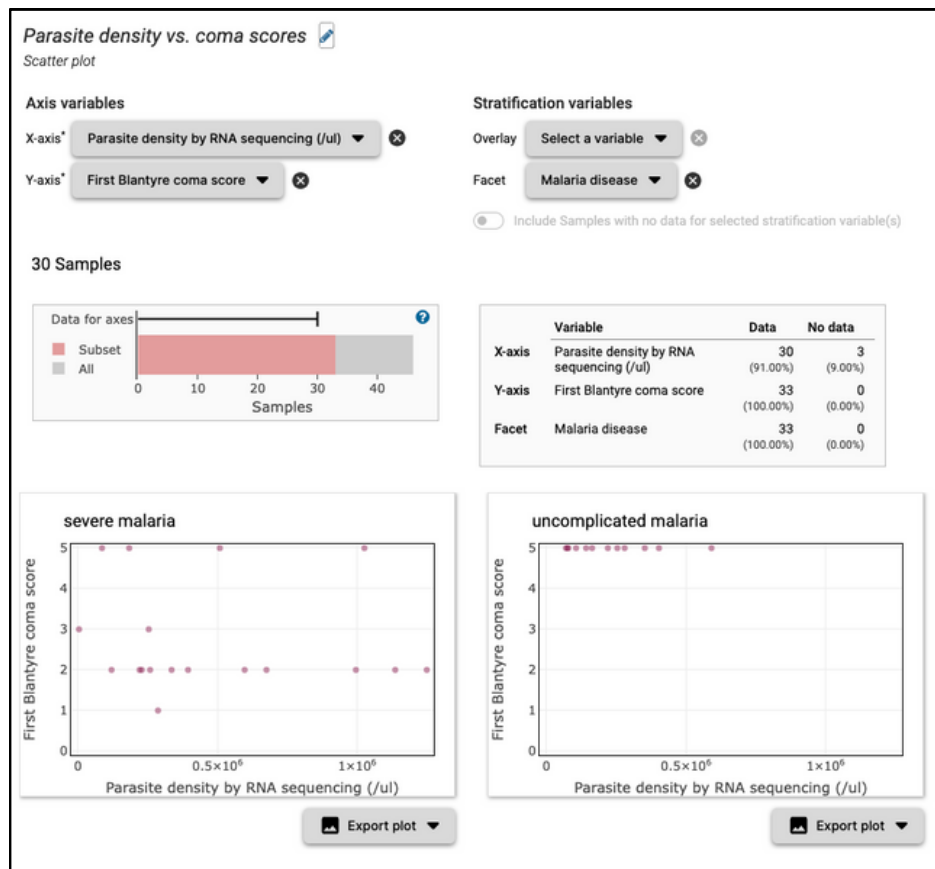 Parasite density vs. coma scores
Scatter plot
Axis variables
X-axis* Parasite density by RNA sequencing (/ul)
Y-axis* First Blantyre coma score
Stratification variables
Overlay Select a variable
Facet Malaria disease
Include Samples with no data for selected stratification variable(s)
30 Samples
Data for axes
?
Subset
All
0 10 20 30 40
Samples
Variable Data No data
X-axis Parasite density by RNA 30 3
sequencing (/ul) (91.00%) (9.00%)
Y-axis First Blantyre coma score 33 0
(100.00%) (0.00%)
Facet Malaria disease 33 0
(100.00%) (0.00%)
severe malaria
First Blantyre coma score
5
4
3
2
1
0
0 0.5×10⁶ 1×10⁶
Parasite density by RNA sequencing (/ul)
Export plot
uncomplicated malaria
First Blantyre coma score
5
4
3
2
1
0
0 0.5×10⁶ 1×10⁶
Parasite density by RNA sequencing (/ul)
Export plot